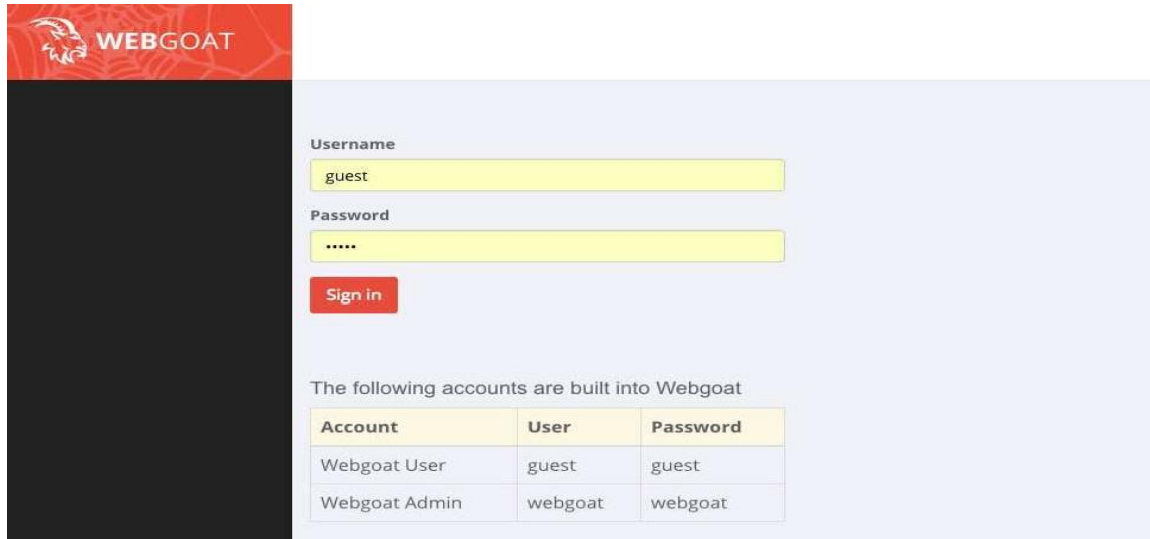 WEBGOAT
Username
guest
Password
•••••
Sign in
The following accounts are built into Webgoat
Account User Password
Webgoat User guest guest
Webgoat Admin webgoat webgoat